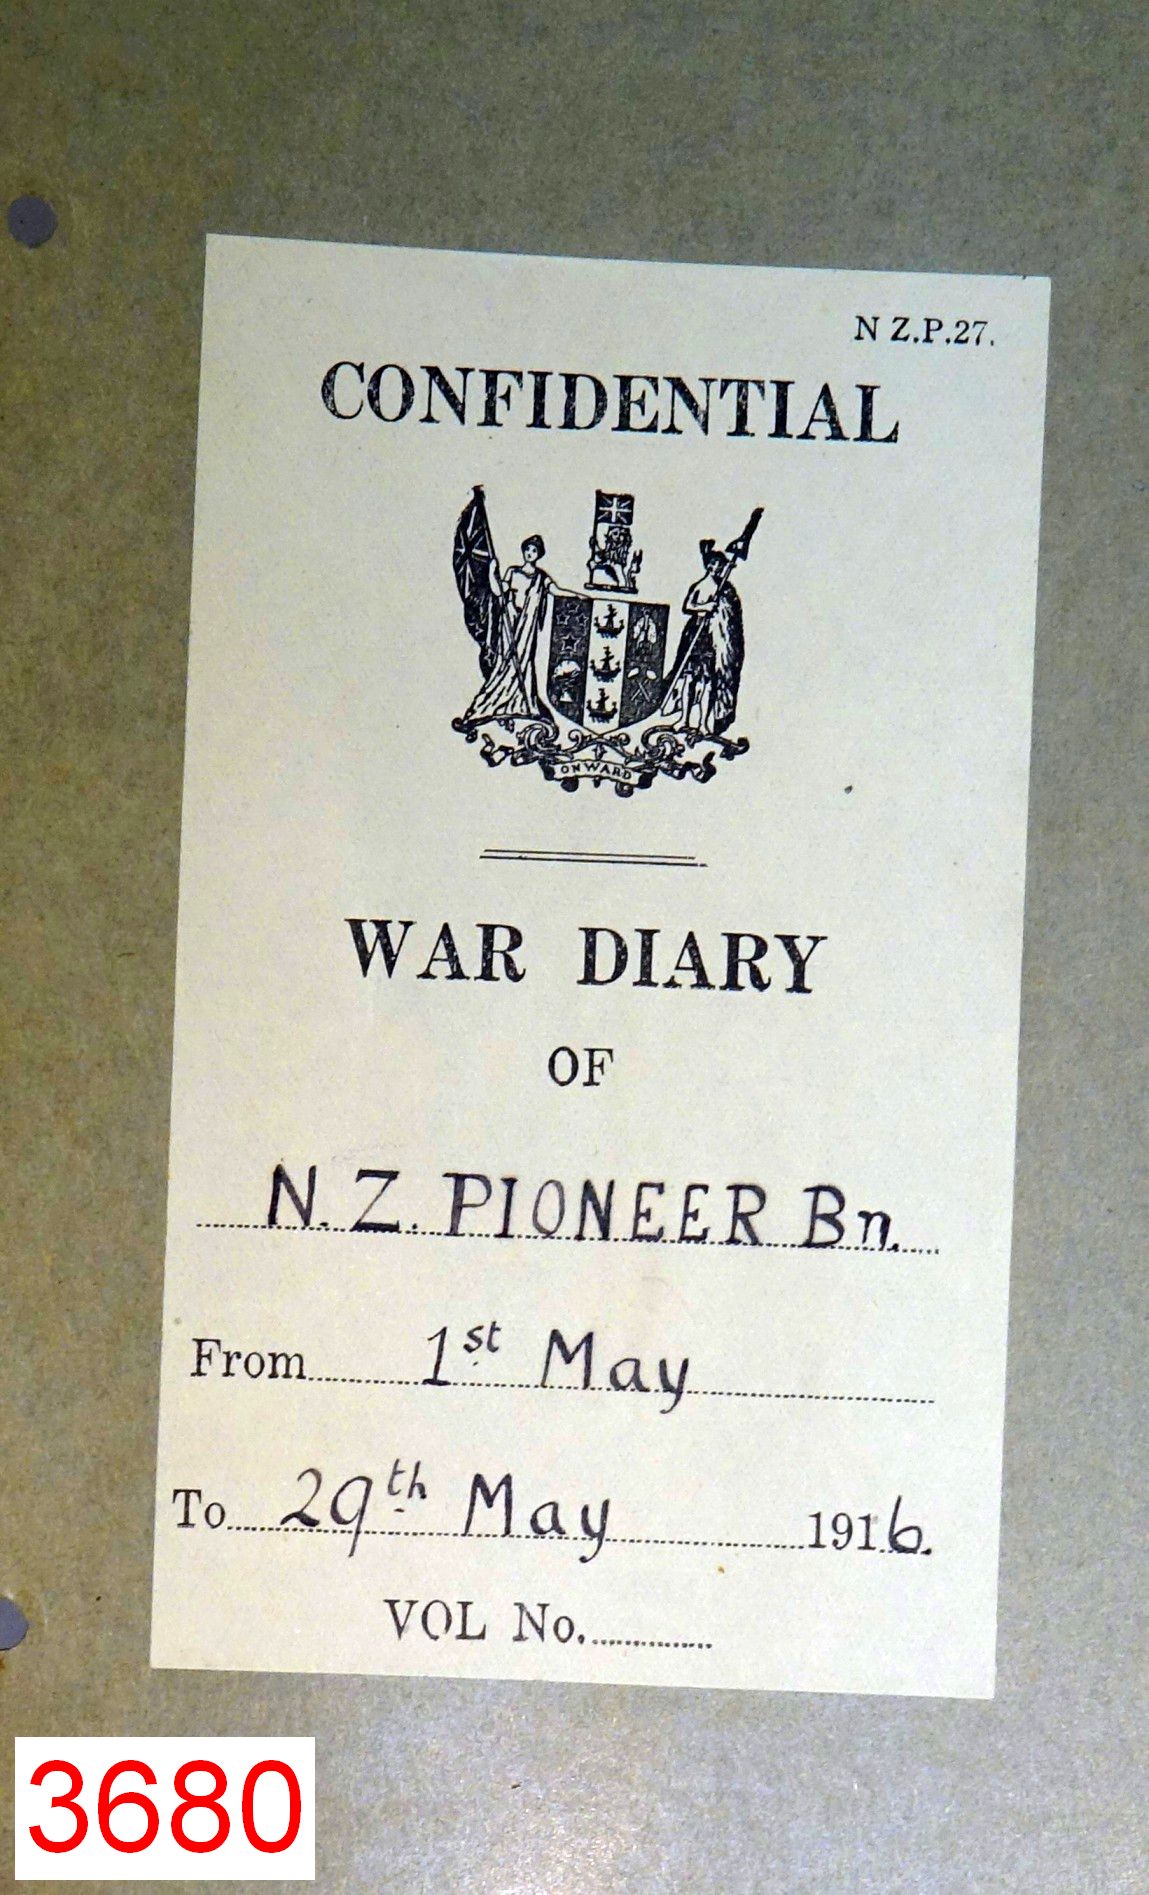 N Z.P.27.
CONFIDENTIAL
ONWARD
WAR DIARY
OF
N. Z. PIONEER Bn.
From 1st May
To 29th May 1916.
VOL No.
3680